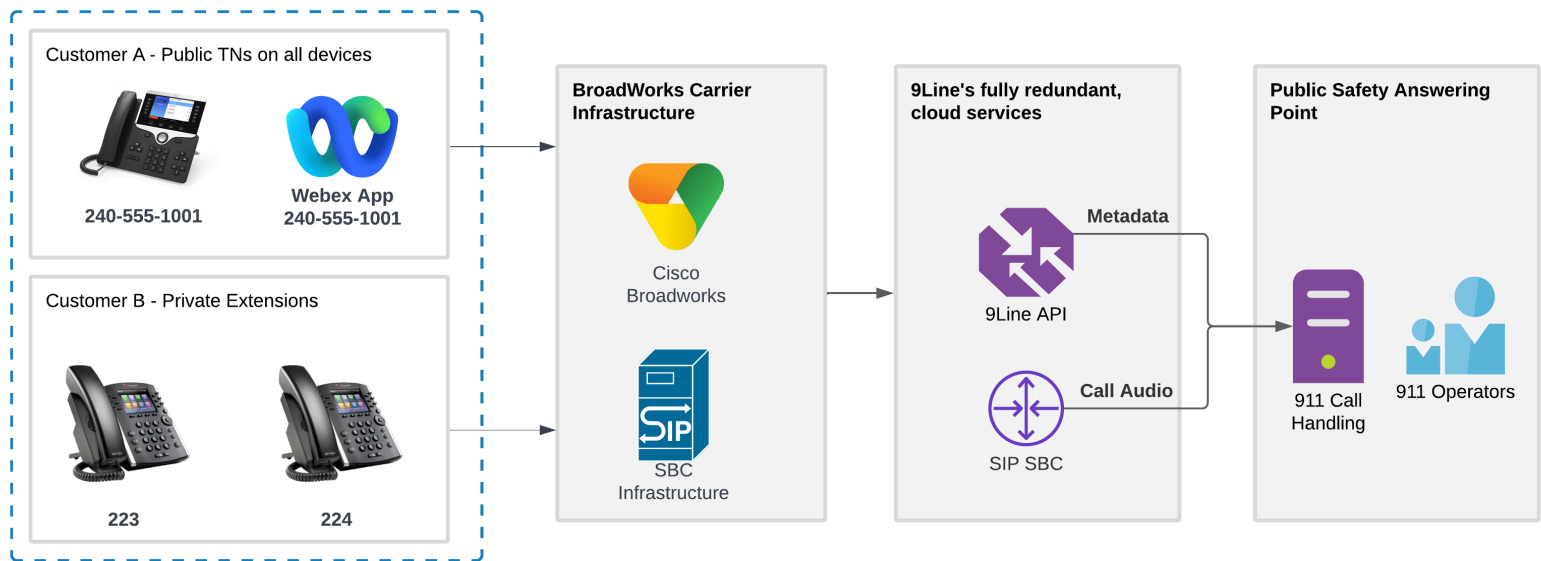 Customer A - Public TNs on all devices
240-555-1001
Webex App
240-555-1001
Customer B - Private Extensions
223
224
BroadWorks Carrier
Infrastructure
Cisco
Broadworks
SIP
SBC
Infrastructure
9Line's fully redundant,
cloud services
Metadata
9Line API
Call Audio
SIP SBC
Public Safety Answering
Point
911 Call
Handling
911 Operators